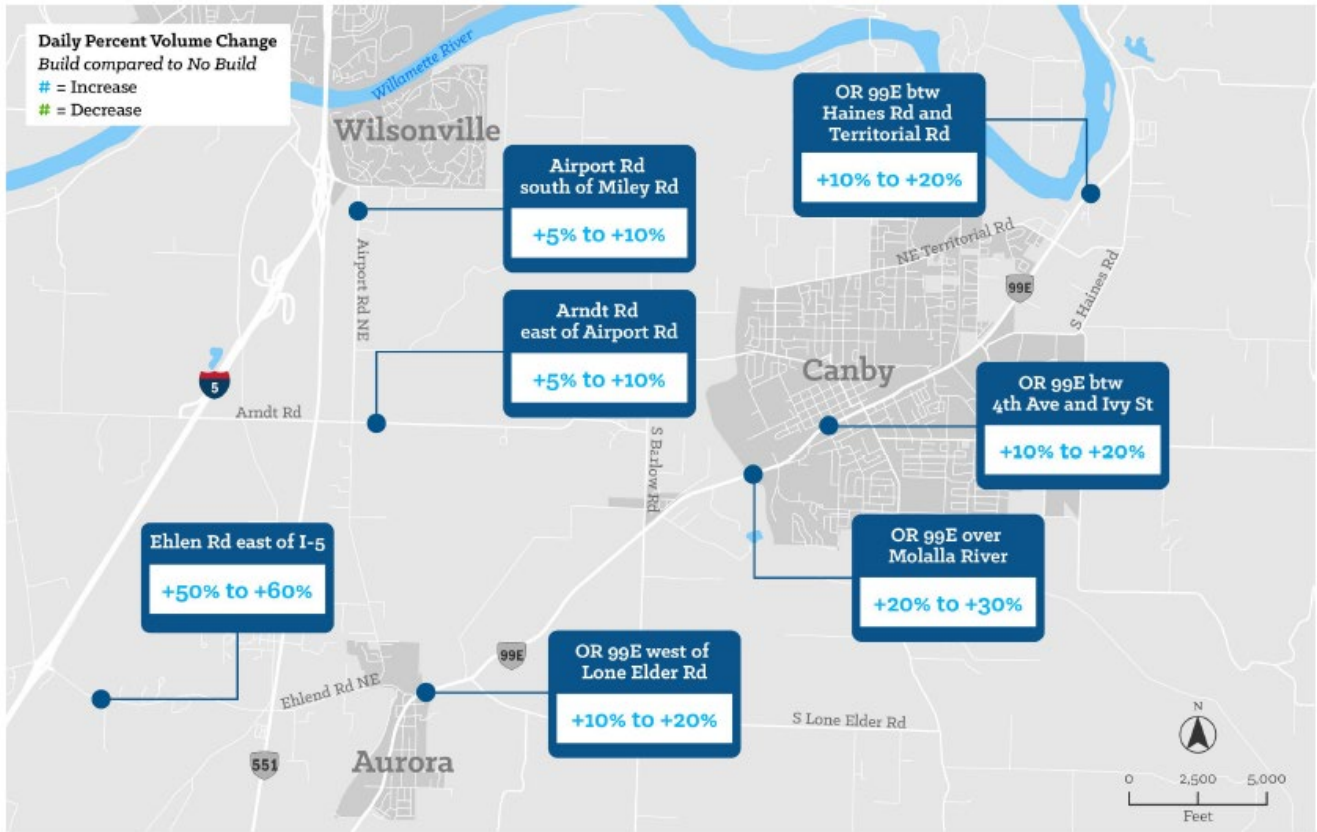 Daily Percent Volume Change
Build compared to No Build
# = Increase
# = Decrease
Willamette River
Wilsonville
OR 99E btw
Haines Rd and
Territorial Rd
+10% to +20%
Airport Rd
south of Miley Rd
+5% to +10%
Airport Rd NE
NE Territorial Rd
99E
S Haines Rd
Arndt Rd
east of Airport Rd
+5% to +10%
5
Arndt Rd
Canby
OR 99E btw
4th Ave and Ivy St
+10% to +20%
S Barlow Rd
Ehlen Rd east of I-5
+50% to +60%
OR 99E over
Molalla River
+20% to +30%
99E
OR 99E west of
Lone Elder Rd
+10% to +20%
Ehlend Rd NE
S Lone Elder Rd
551
Aurora
N
0 2,500 5,000
Feet